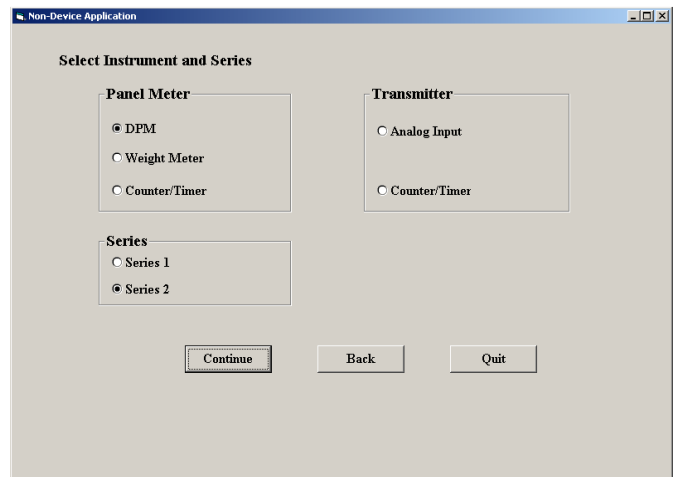 Non-Device Application
Select Instrument and Series
Panel Meter
DPM
Weight Meter
Counter/Timer
Transmitter
Analog Input
Counter/Timer
Series
Series 1
Series 2
Continue
Back
Quit